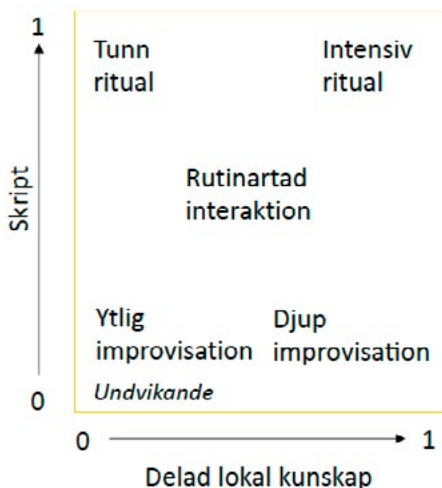 1
Tunn
ritual
Intensiv
ritual
Skript
Rutinartad
interaktion
Ytlig
improvisation
Djup
improvisation
Undvikande
0
0
1
Delad lokal kunskap